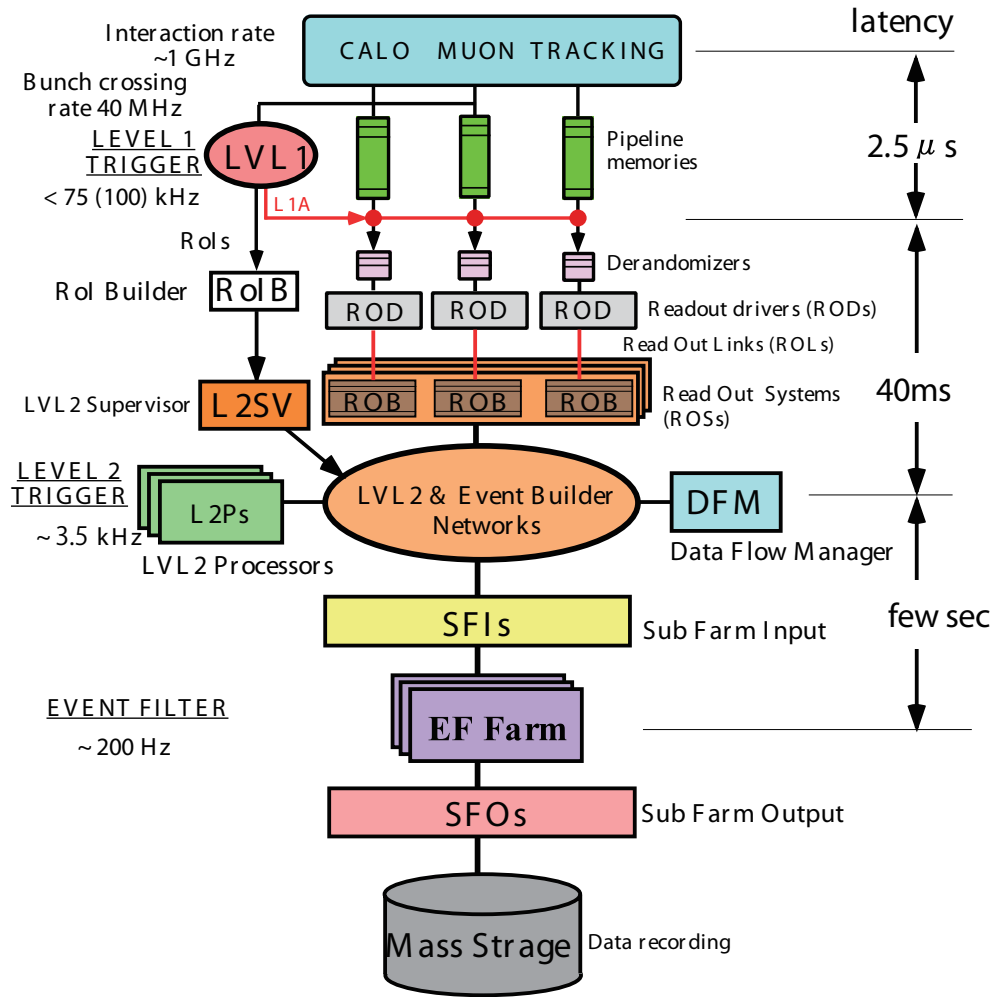 latency
Interaction rate
~1 GHz
CALO MUON TRACKING
Bunch crossing
rate 40 MHz
LEVEL 1
TRIGGER
< 75 (100) kHz
LVL1
Pipeline
memories
2.5 μ s
L1A
RoIs
Derandomizers
RoI Builder
RoIB
ROD
ROD
ROD
Readout drivers (RODs)
Read Out Links (ROLs)
LVL2 Supervisor
L2SV
ROB
ROB
ROB
Read Out Systems
(ROSs)
40ms
LEVEL 2
TRIGGER
~ 3.5 kHz
L2Ps
LVL2 Processors
LVL2 & Event Builder
Networks
DFM
Data Flow Manager
SFIs
Sub Farm Input
few sec
EVENT FILTER
~ 200 Hz
EF Farm
SFOs
Sub Farm Output
Mass Strage
Data recording